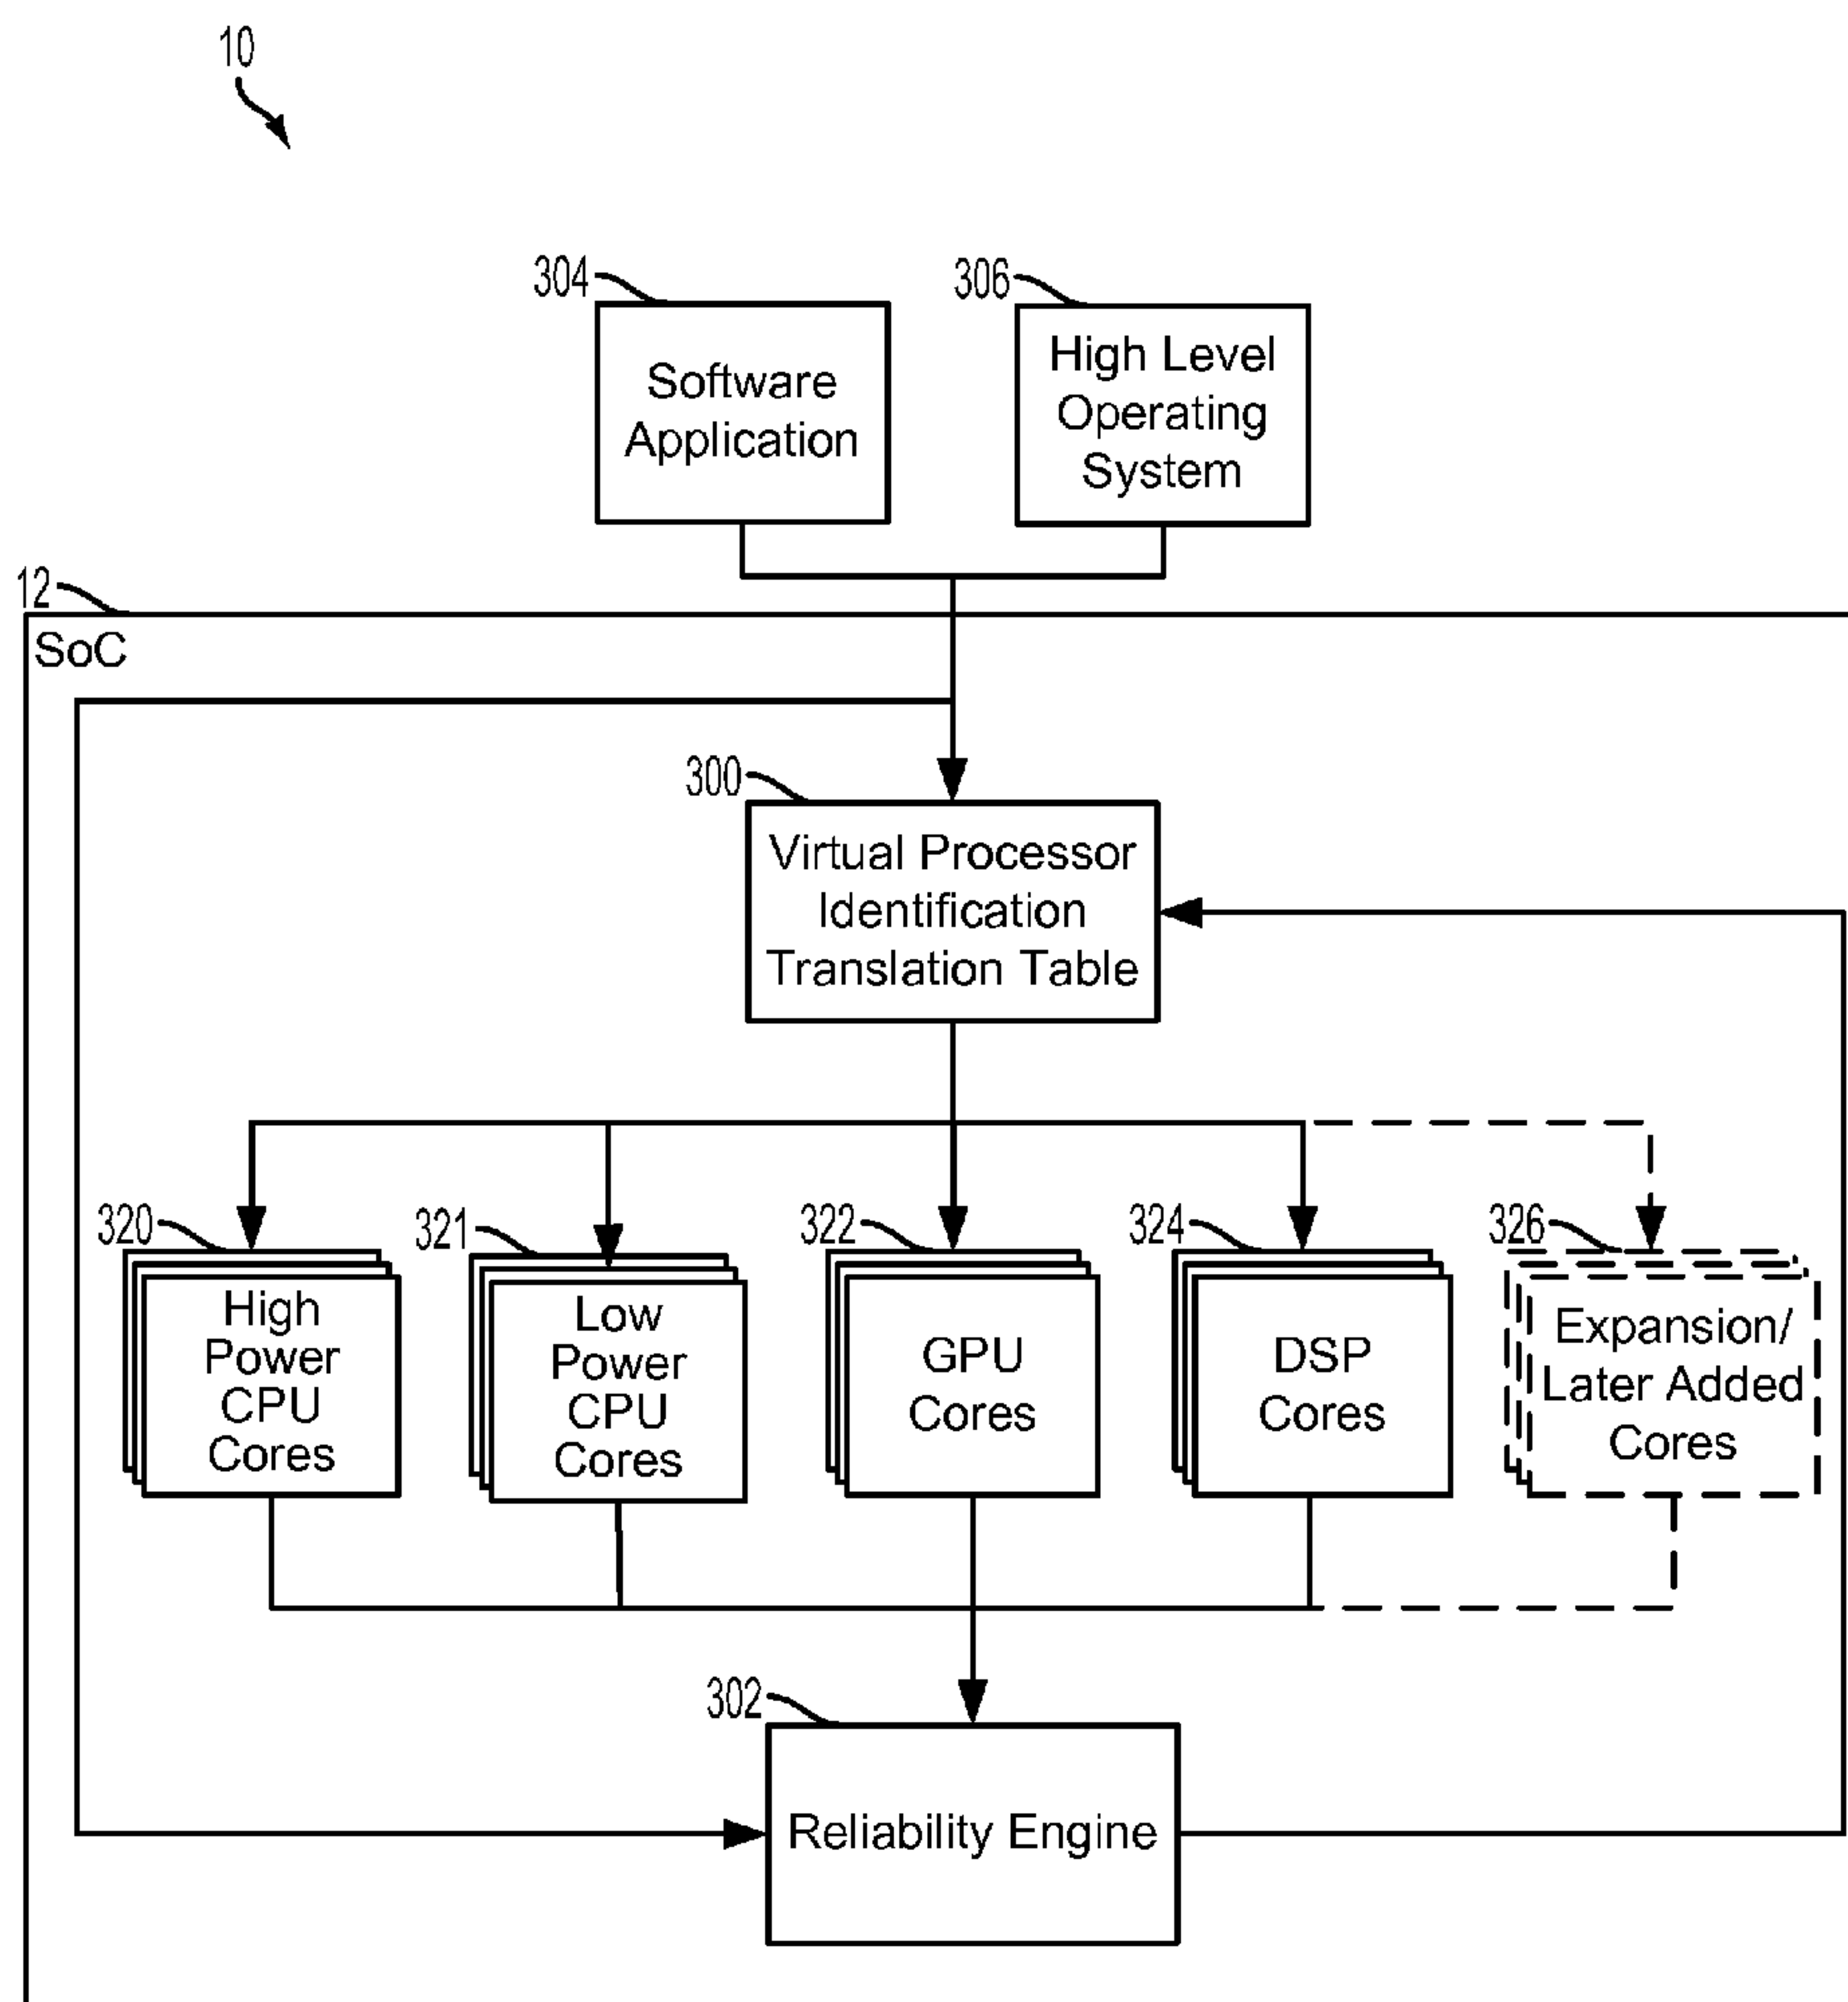 10
304
306
Software
Application
High Level
Operating
System
12
SoC
300
Virtual Processor
Identification
Translation Table
320
321
322
324
326
High
Power
CPU
Cores
Low
Power
CPU
Cores
GPU
Cores
DSP
Cores
Expansion/
Later Added
Cores
302
Reliability Engine